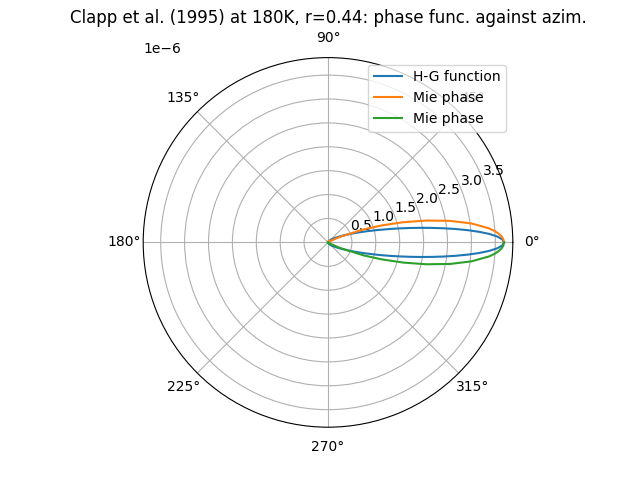 Clapp et al. (1995) at 180K, r=0.44: phase func. against azim.
90°
1e−6
H-G function
Mie phase
Mie phase
135°
3.5
3.0
2.5
2.0
1.5
1.0
0.5
180°
0°
225°
315°
270°